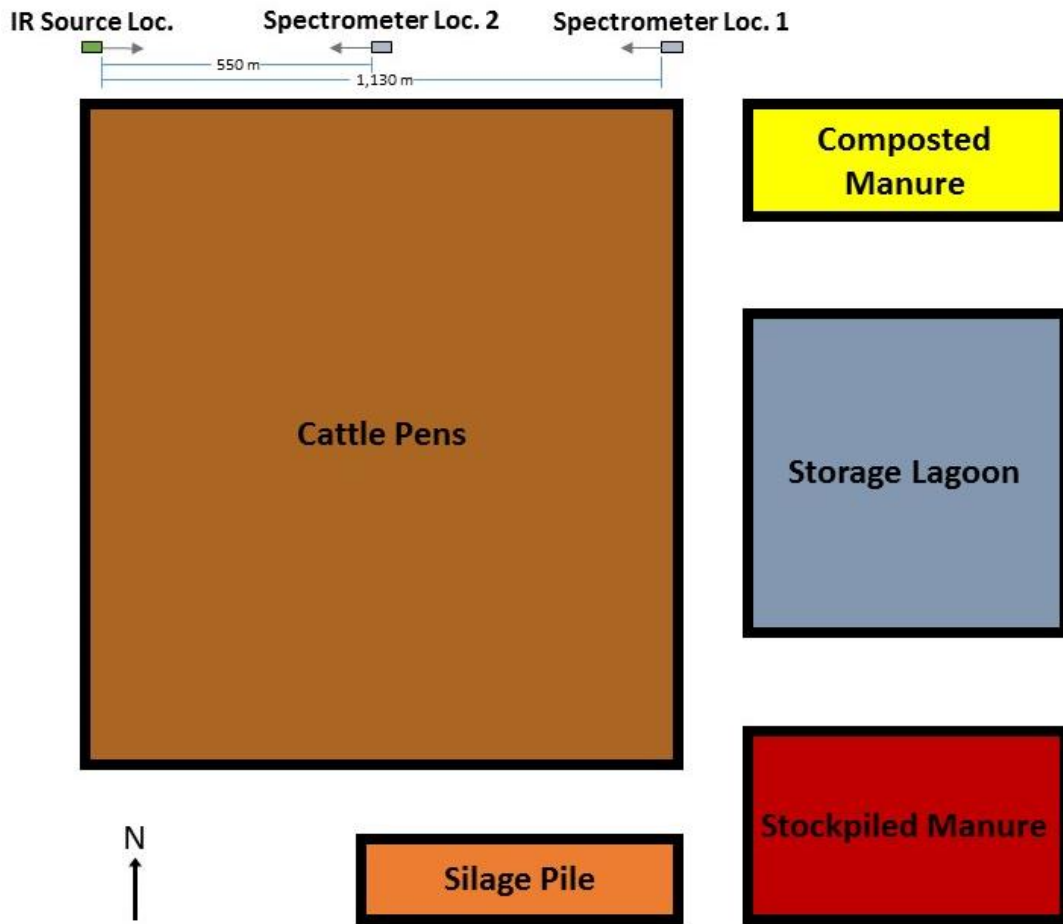 IR Source Loc.
Spectrometer Loc. 2
Spectrometer Loc. 1
550 m
1,130 m
Composted
Manure
Cattle Pens
Storage Lagoon
Stockpiled Manure
N
Silage Pile